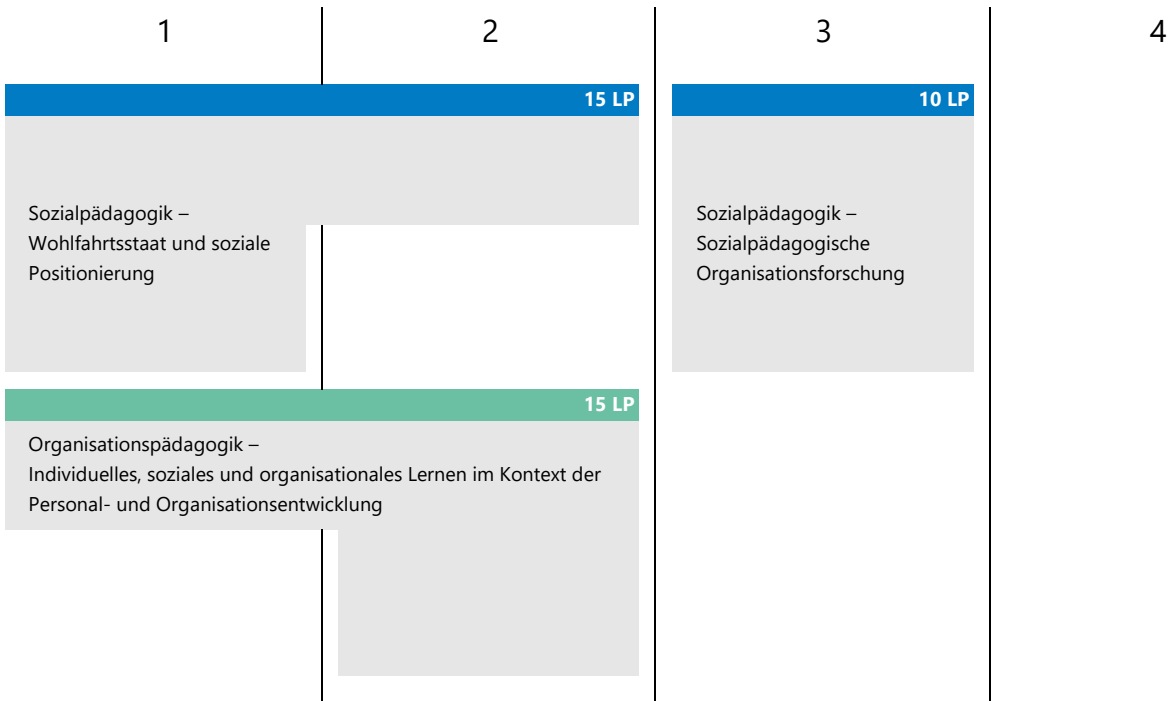 1
2
3
4
15 LP
10 LP
Sozialpädagogik –
Wohlfahrtsstaat und soziale
Positionierung
Sozialpädagogik –
Sozialpädagogische
Organisationsforschung
15 LP
Organisationspädagogik –
Individuelles, soziales und organisationales Lernen im Kontext der
Personal- und Organisationsentwicklung